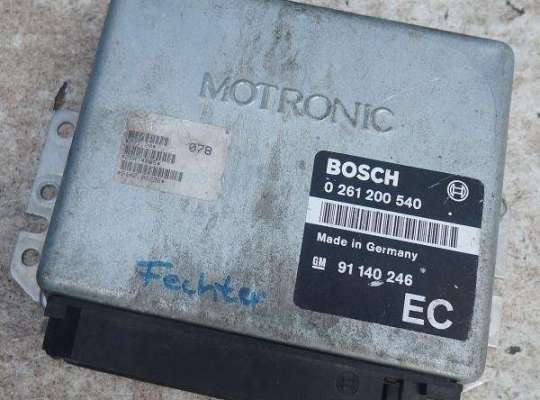 MOTRONIC
078
BOSCH
0 261 200 540
Made in Germany
GM 91 140 246
EC
Fechter